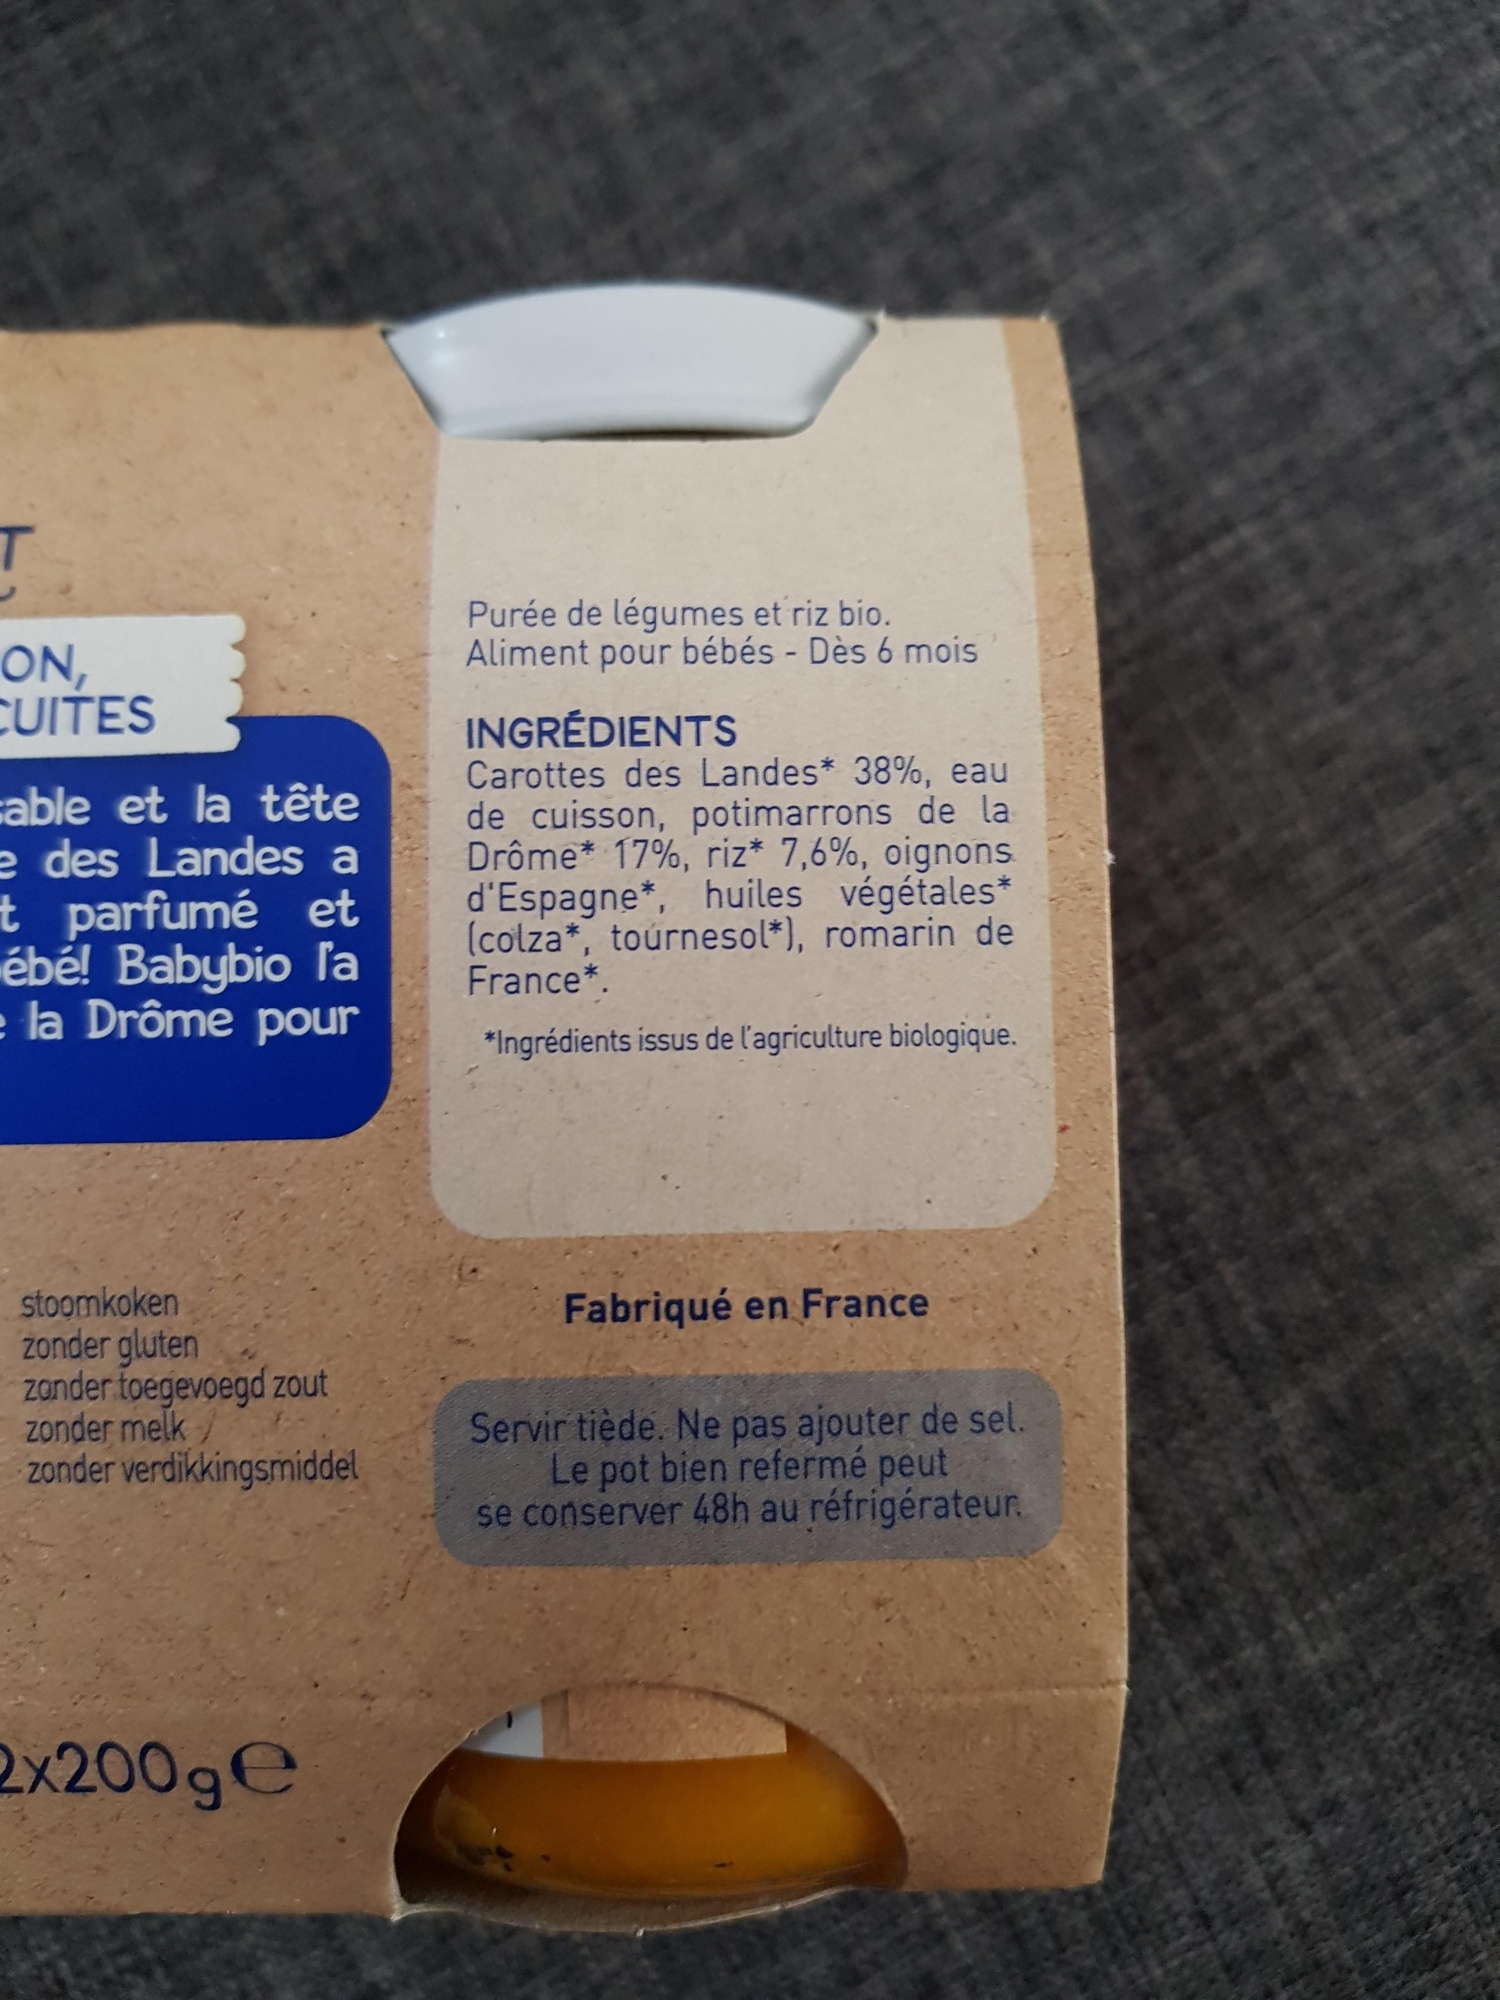 T
ON,
CUITES
able et la tête
e des Landes a
t parfumé et
ébé! Babybio l'a
e la Drôme pour
Purée de légumes et riz bio.
Aliment pour bébés - Dès 6 mois
INGRÉDIENTS
Carottes des Landes* 38%, eau
de cuisson, potimarrons de la
Drôme* 17%, riz* 7,6%, oignons
d'Espagne*, huiles végétales*
(colza*, tournesol*), romarin de
France*.
*Ingrédients issus de l'agriculture biologique.
stoomkoken
zonder gluten
zonder toegevoegd zout
zonder melk
zonder verdikkingsmiddel
Fabriqué en France
Servir tiède. Ne pas ajouter de sel.
Le pot bien refermé peut
se conserver 48h au réfrigérateur.
2x200g℮